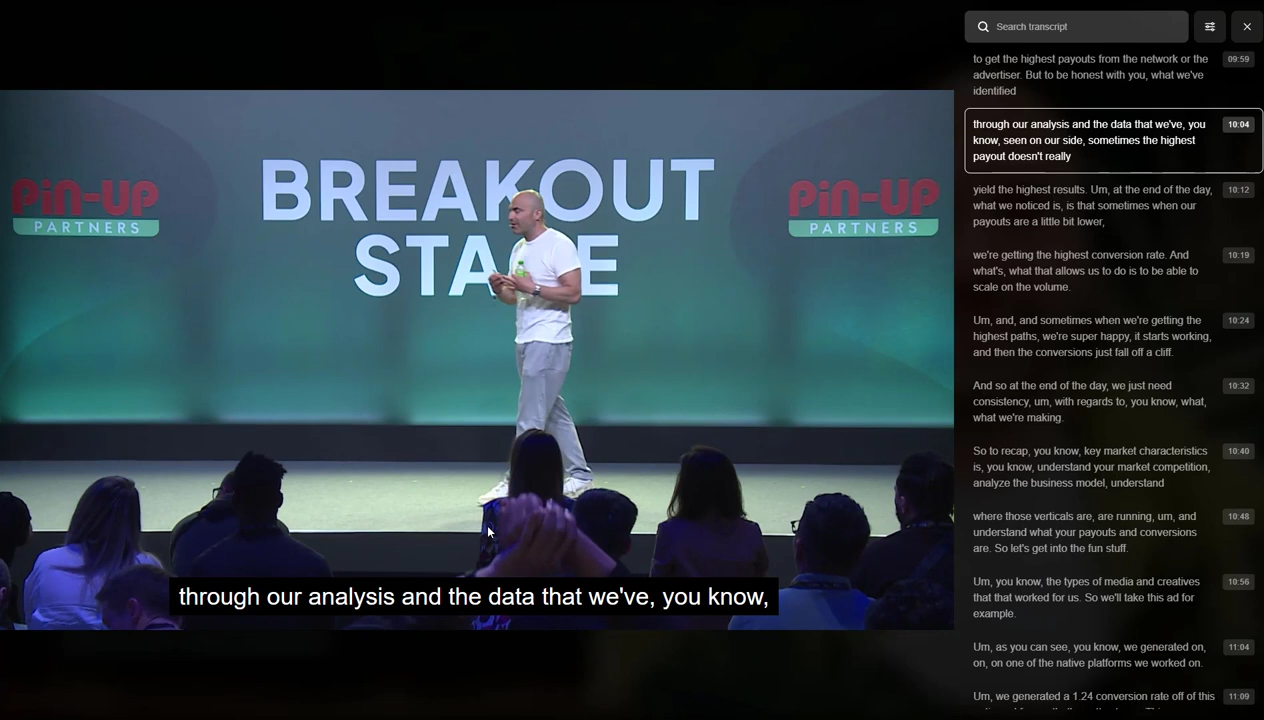 BREAKOUT
STAGE
PiN-UP
PARTNERS
PiN-UP
PARTNERS
through our analysis and the data that we've, you know,
Search transcript
to get the highest payouts from the network or the
advertiser. But to be honest with you, what we've
identified
09:59
through our analysis and the data that we've, you
know, seen on our side, sometimes the highest
payout doesn't really
10:04
yield the highest results. Um, at the end of the day,
what we noticed is, is that sometimes when our
payouts are a little bit lower,
10:12
we're getting the highest conversion rate. And
what's, what that allows us to do is to be able to
scale on the volume.
10:19
Um, and, and sometimes when we're getting the
highest paths, we're super happy, it starts working,
and then the conversions just fall off a cliff.
10:24
And so at the end of the day, we just need
consistency, um, with regards to, you know, what,
what we're making.
10:32
So to recap, you know, key market characteristics
is, you know, understand your market competition,
analyze the business model, understand
10:40
where those verticals are, are running, um, and
understand what your payouts and conversions
are. So let's get into the fun stuff.
10:48
Um, you know, the types of media and creatives
that that worked for us. So we'll take this ad for
example.
10:56
Um, as you can see, you know, we generated on,
on, on one of the native platforms we worked on.
11:04
Um, we generated a 1.24 conversion rate off of this
11:09